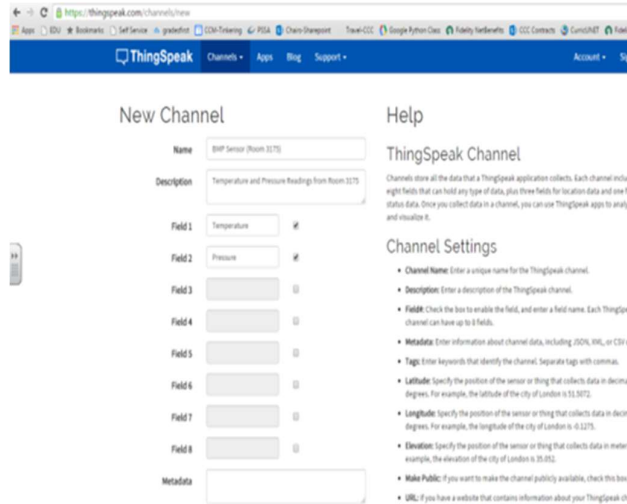 https://thingspeak.com/channels/new
Apps EDU Bookmarks Self Service gradesfirst CCM-Tinkering PSSA Chairs-Sharepoint Travel-CCC Google Python Class Fidelity NetBenefits CCC Contracts CurricUNET
ThingSpeak Channels Apps Blog Support Account
New Channel
Name BMP Sensor (Room 3175)
Description Temperature and Pressure Readings from Room 3175
Field 1 Temperature
Field 2 Pressure
Field 3
Field 4
Field 5
Field 6
Field 7
Field 8
Metadata
Help
ThingSpeak Channel
Channels store all the data that a ThingSpeak application collects. Each channel inclu
eight fields that can hold any type of data, plus three fields for location data and one f
status data. Once you collect data in a channel, you can use ThingSpeak apps to analy
and visualize it.
Channel Settings
• Channel Name: Enter a unique name for the ThingSpeak channel.
• Description: Enter a description of the ThingSpeak channel.
• Field#: Check the box to enable the field, and enter a field name. Each ThingSpe
channel can have up to 8 fields.
• Metadata: Enter information about channel data, including JSON, XML, or CSV
• Tags: Enter keywords that identify the channel. Separate tags with commas.
• Latitude: Specify the position of the sensor or thing that collects data in decima
degrees. For example, the latitude of the city of London is 51.5072.
• Longitude: Specify the position of the sensor or thing that collects data in decim
degrees. For example, the longitude of the city of London is -0.1275.
• Elevation: Specify the position of the sensor or thing that collects data in meter
example, the elevation of the city of London is 35.052.
• Make Public: If you want to make the channel publicly available, check this box
• URL: If you have a website that contains information about your ThingSpeak ch